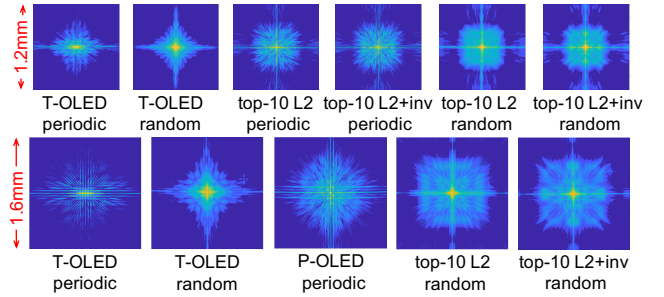 1.2mm
T-OLED T-OLED top-10 L2 top-10 L2+inv top-10 L2 top-10 L2+inv
periodic random periodic periodic random random
1.6mm
T-OLED T-OLED P-OLED top-10 L2 top-10 L2+inv
periodic random periodic random random